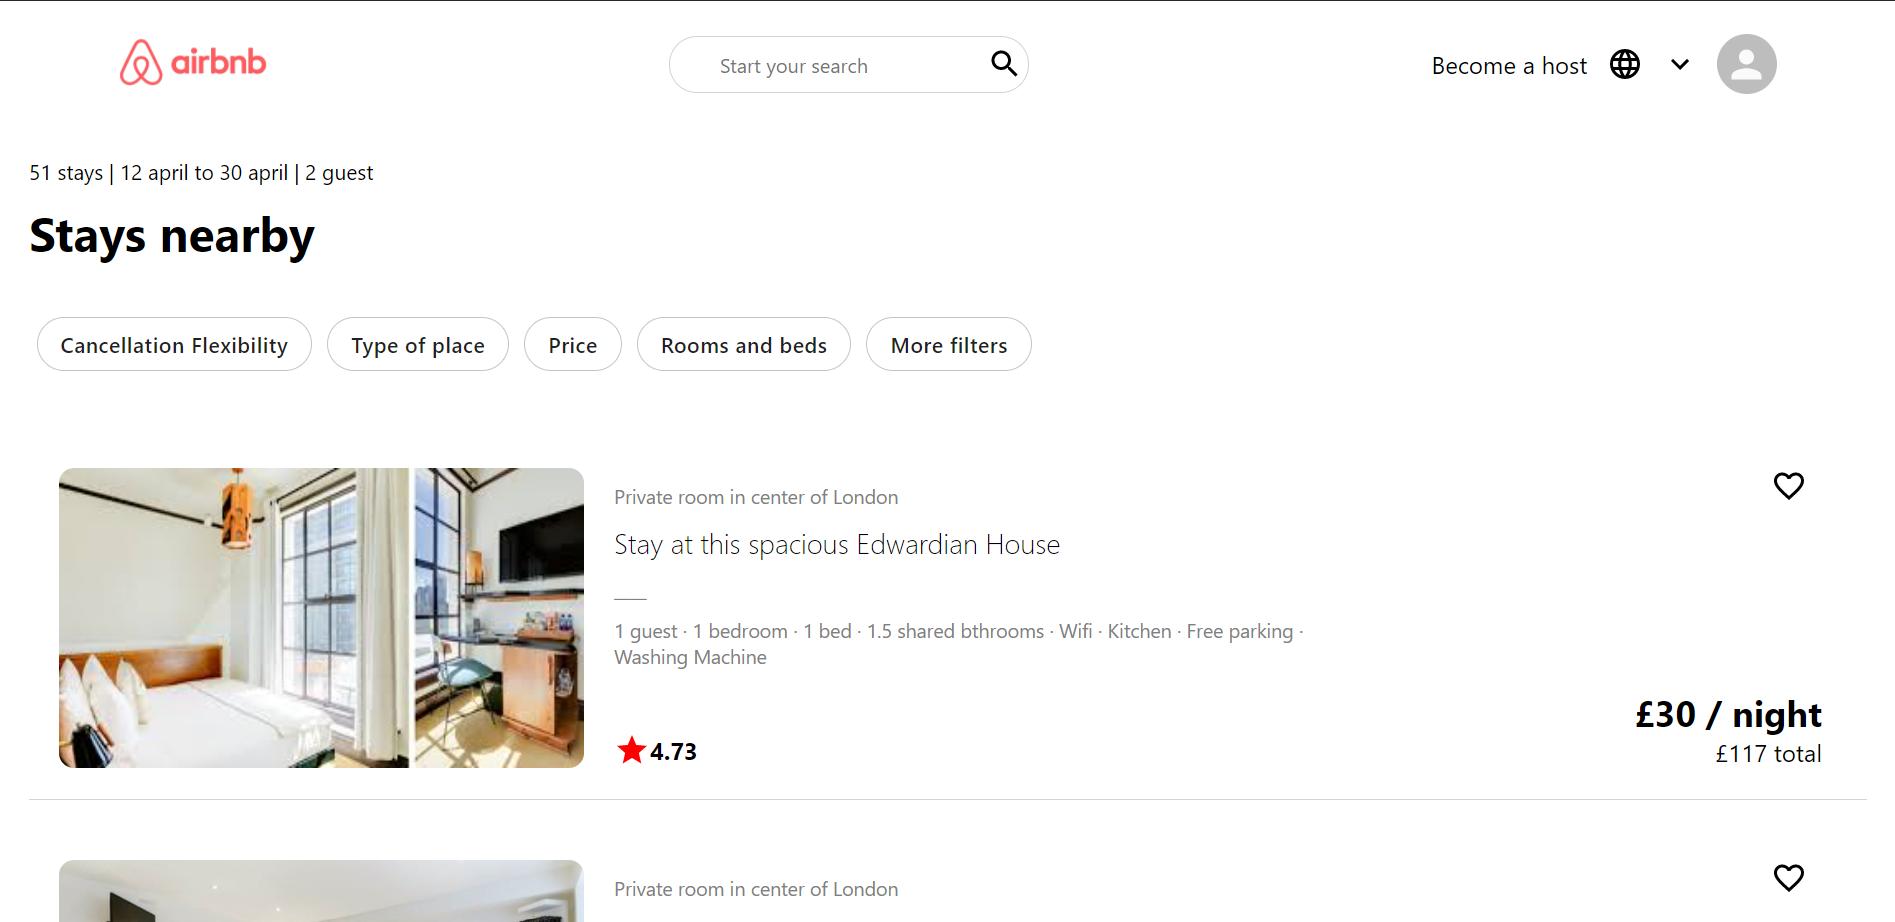 airbnb
Start your search
Become a host
51 stays | 12 april to 30 april | 2 guest
Stays nearby
Cancellation Flexibility
Type of place
Price
Rooms and beds
More filters
Private room in center of London
Stay at this spacious Edwardian House
1 guest · 1 bedroom · 1 bed · 1.5 shared bthrooms · Wifi · Kitchen · Free parking ·
Washing Machine
4.73
£30 / night
£117 total
Private room in center of London